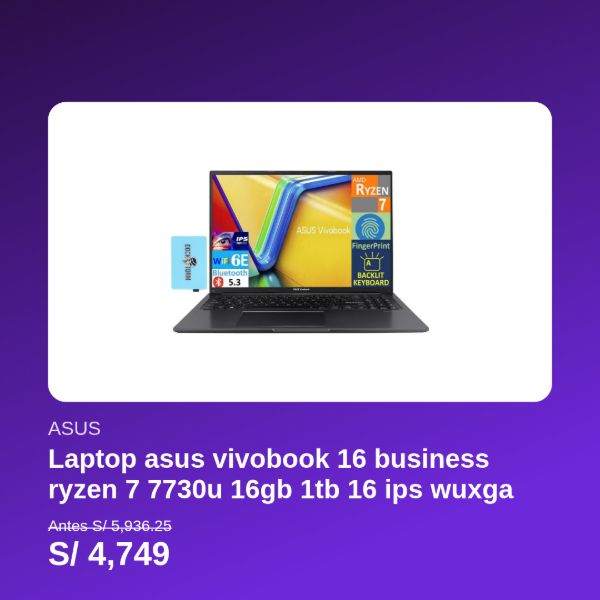 AMD
RYZEN
7
ASUS Vivobook
IPS
FingerPrint
WiFi 6E
Bluetooth
5.3
A
BACKLIT
KEYBOARD
ASUS
Laptop asus vivobook 16 business
ryzen 7 7730u 16gb 1tb 16 ips wuxga
Antes S/ 5,936.25
S/ 4,749